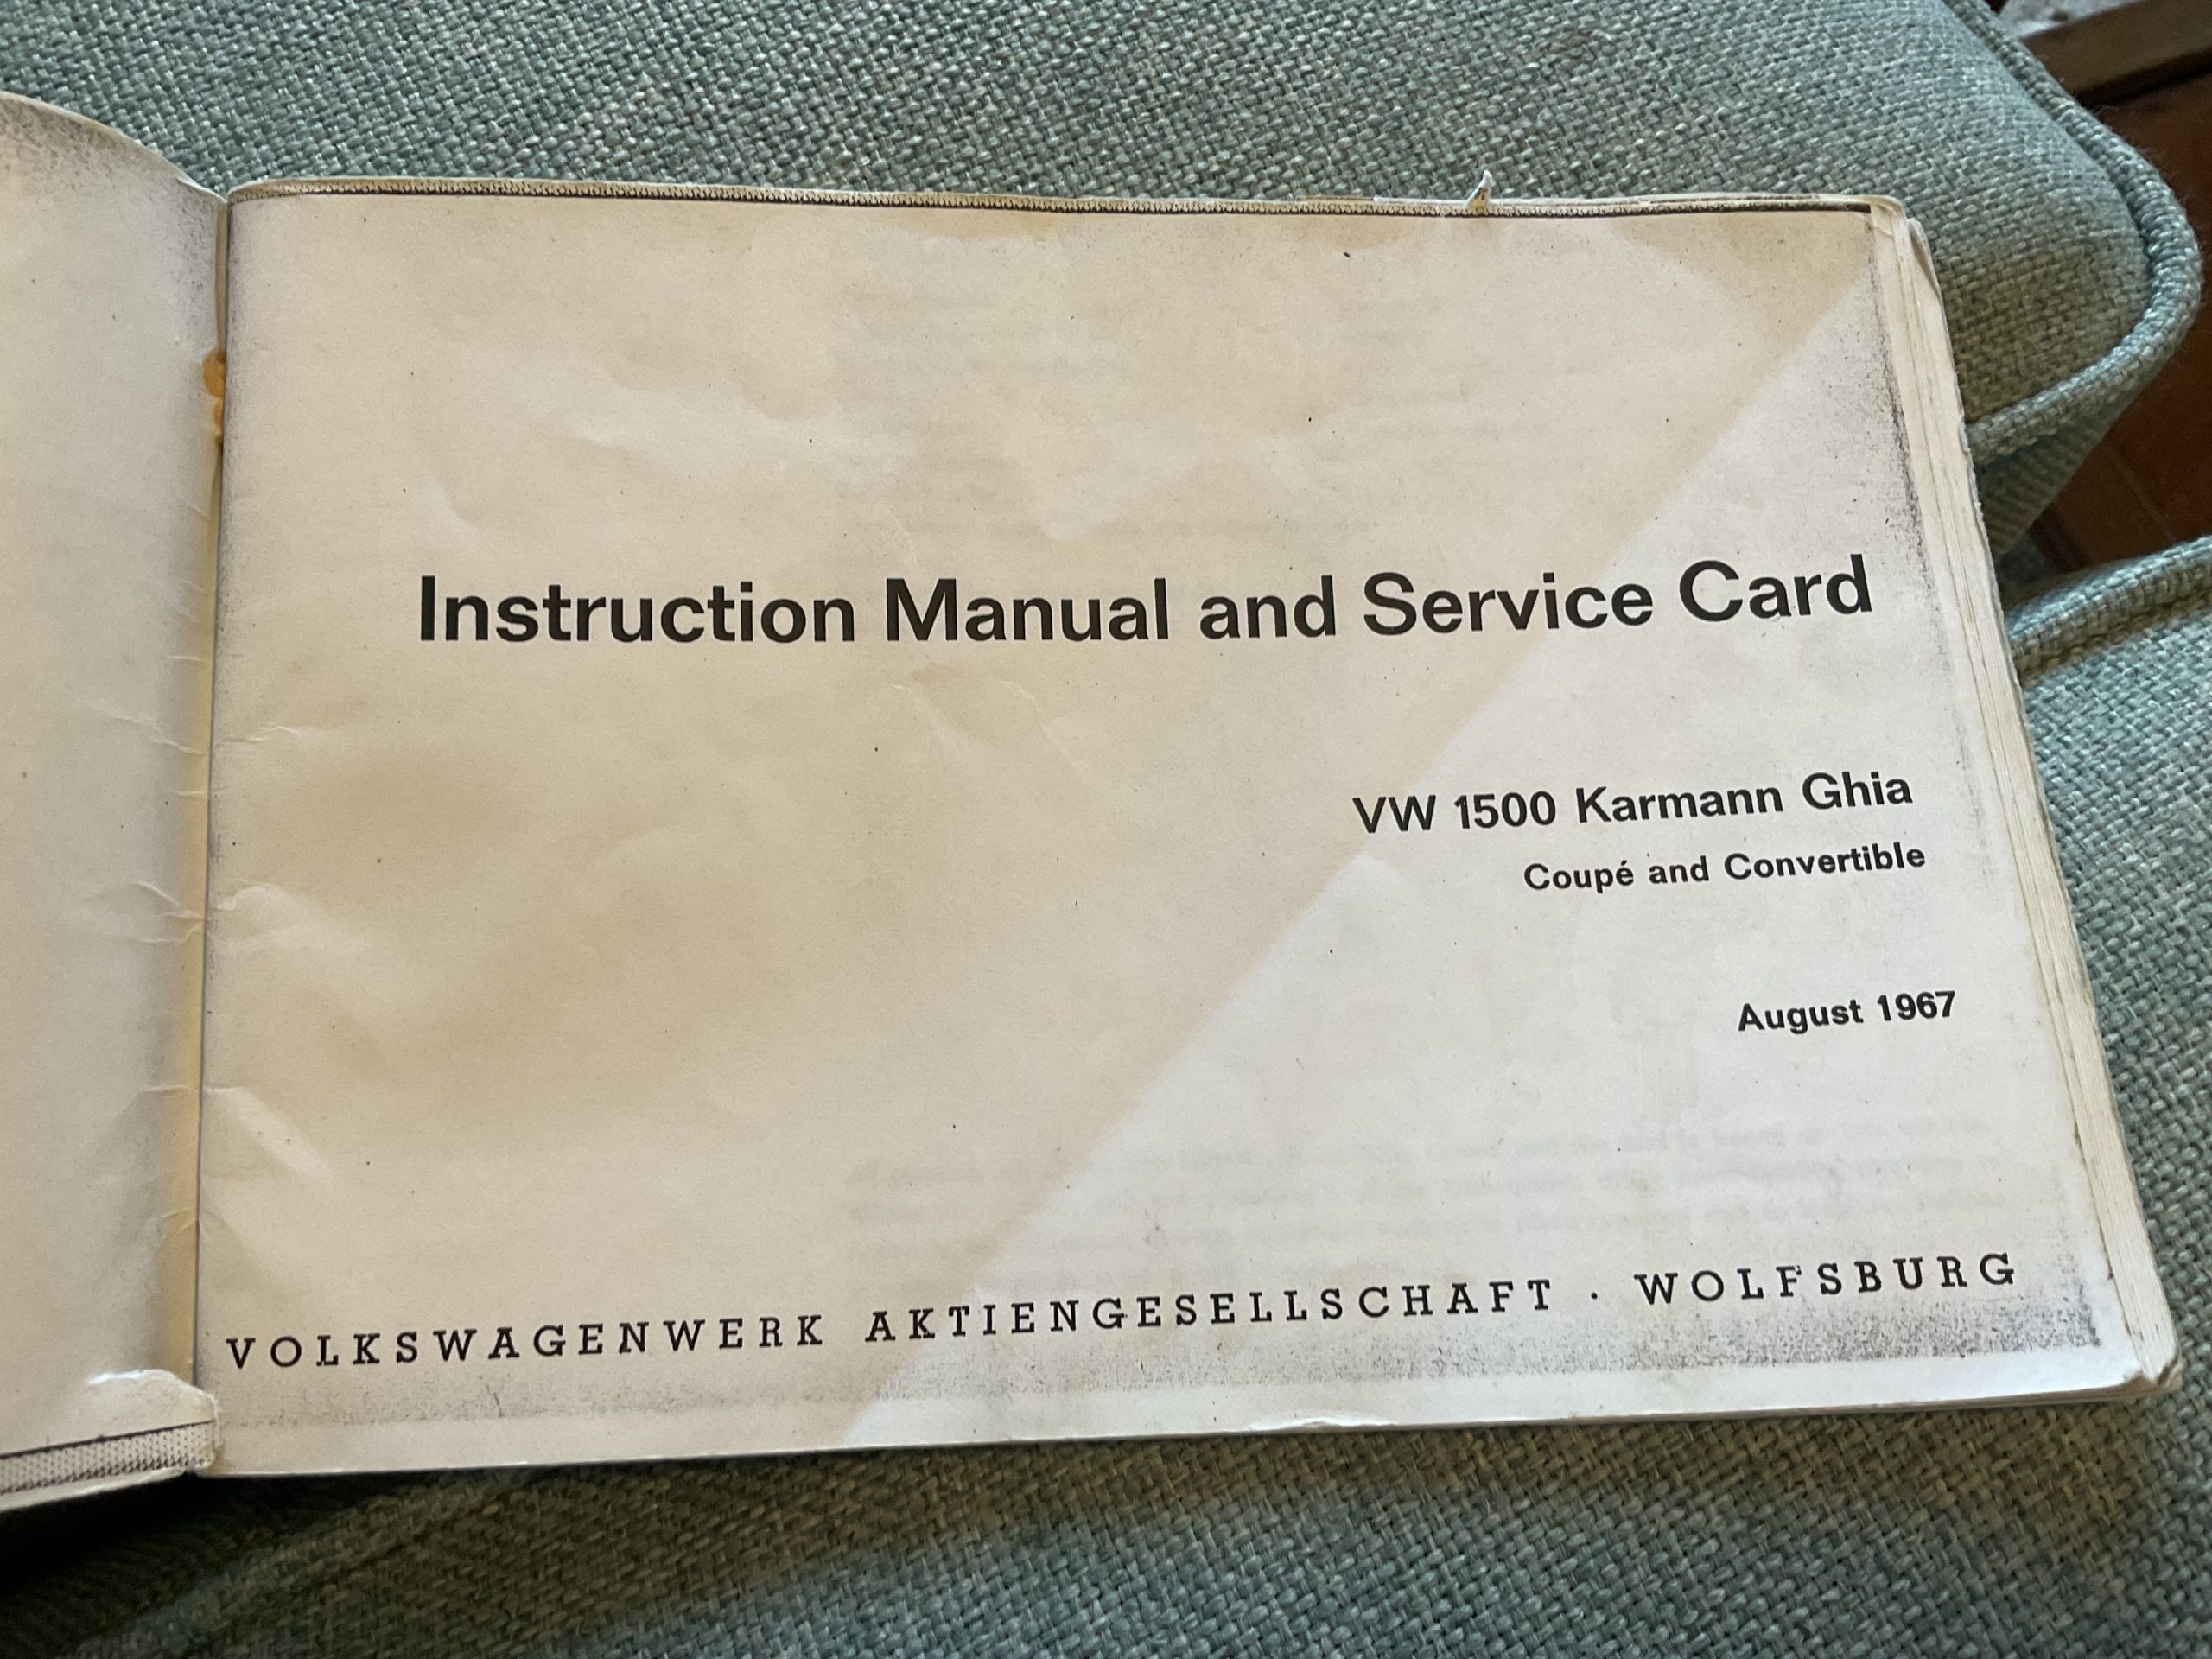 Instruction Manual and Service Card
VW 1500 Karmann Ghia
Coupé and Convertible
August 1967
VOLKSWAGENWERK AKTIENGESELLSCHAFT · WOLFSBURG